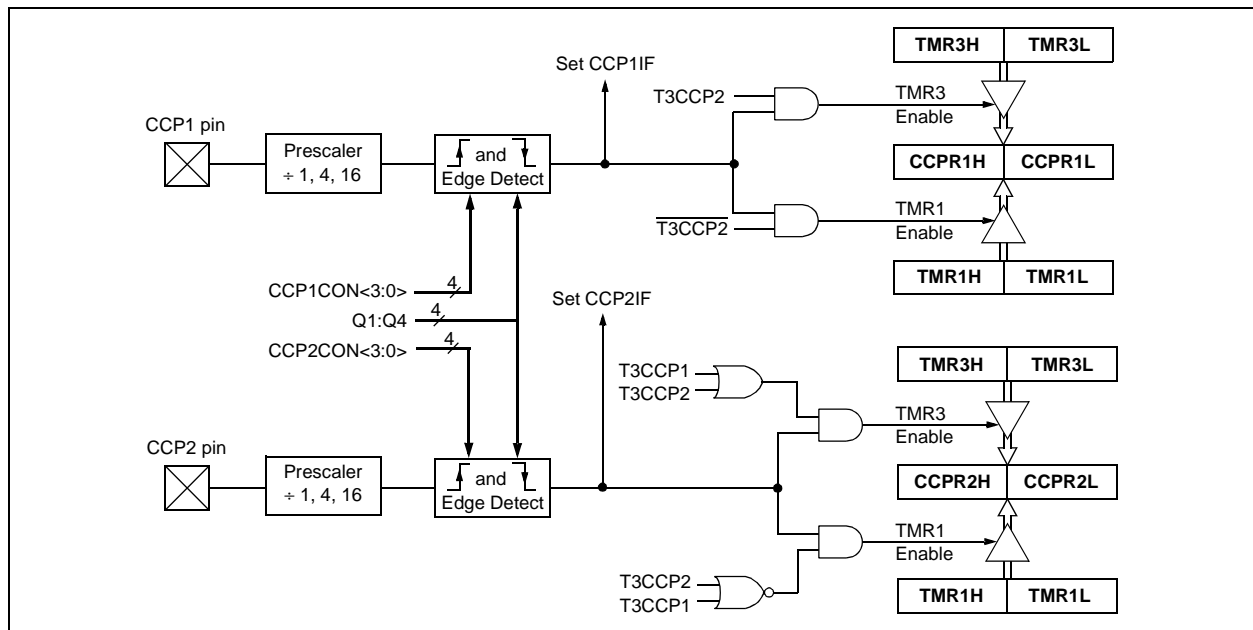 TMR3H TMR3L
Set CCP1IF
T3CCP2
TMR3
Enable
CCP1 pin
Prescaler
÷ 1, 4, 16
and
Edge Detect
CCPR1H CCPR1L
T3CCP2
TMR1
Enable
TMR1H TMR1L
CCP1CON<3:0>
4
Q1:Q4
4
CCP2CON<3:0>
4
Set CCP2IF
TMR3H TMR3L
T3CCP1
T3CCP2
TMR3
Enable
CCP2 pin
Prescaler
÷ 1, 4, 16
and
Edge Detect
CCPR2H CCPR2L
TMR1
Enable
T3CCP2
T3CCP1
TMR1H TMR1L